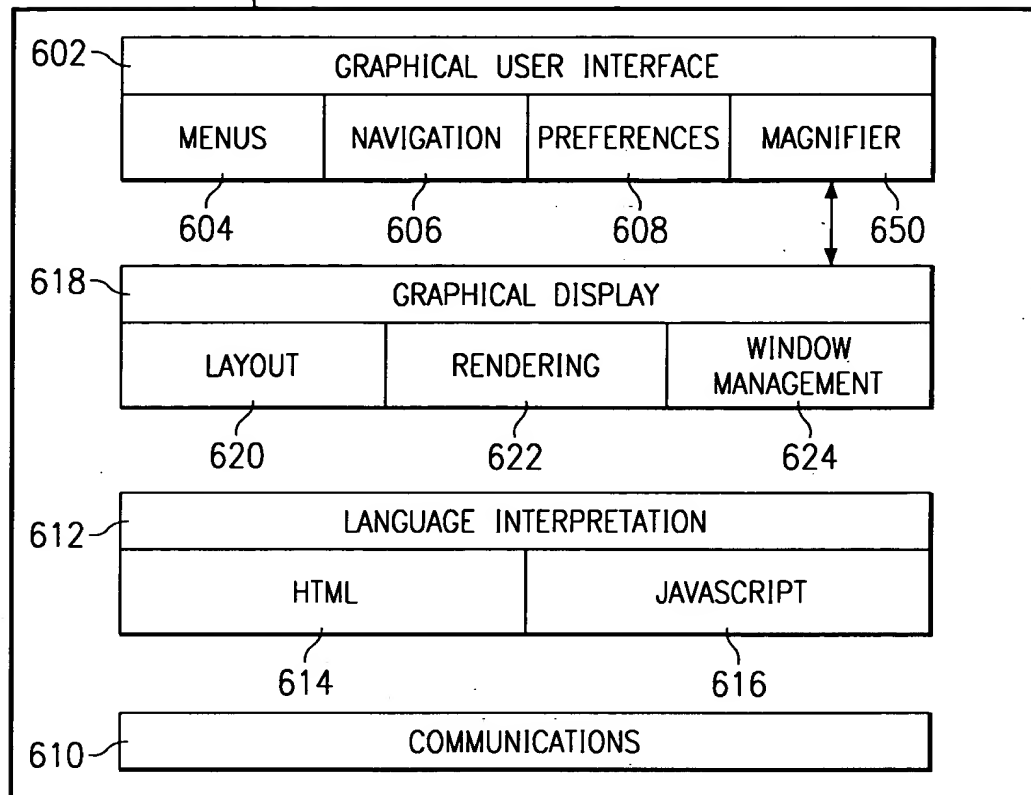 602
GRAPHICAL USER INTERFACE
MENUS NAVIGATION PREFERENCES MAGNIFIER
604 606 608 650
618
GRAPHICAL DISPLAY
LAYOUT RENDERING WINDOW MANAGEMENT
620 622 624
612
LANGUAGE INTERPRETATION
HTML JAVASCRIPT
614 616
610
COMMUNICATIONS